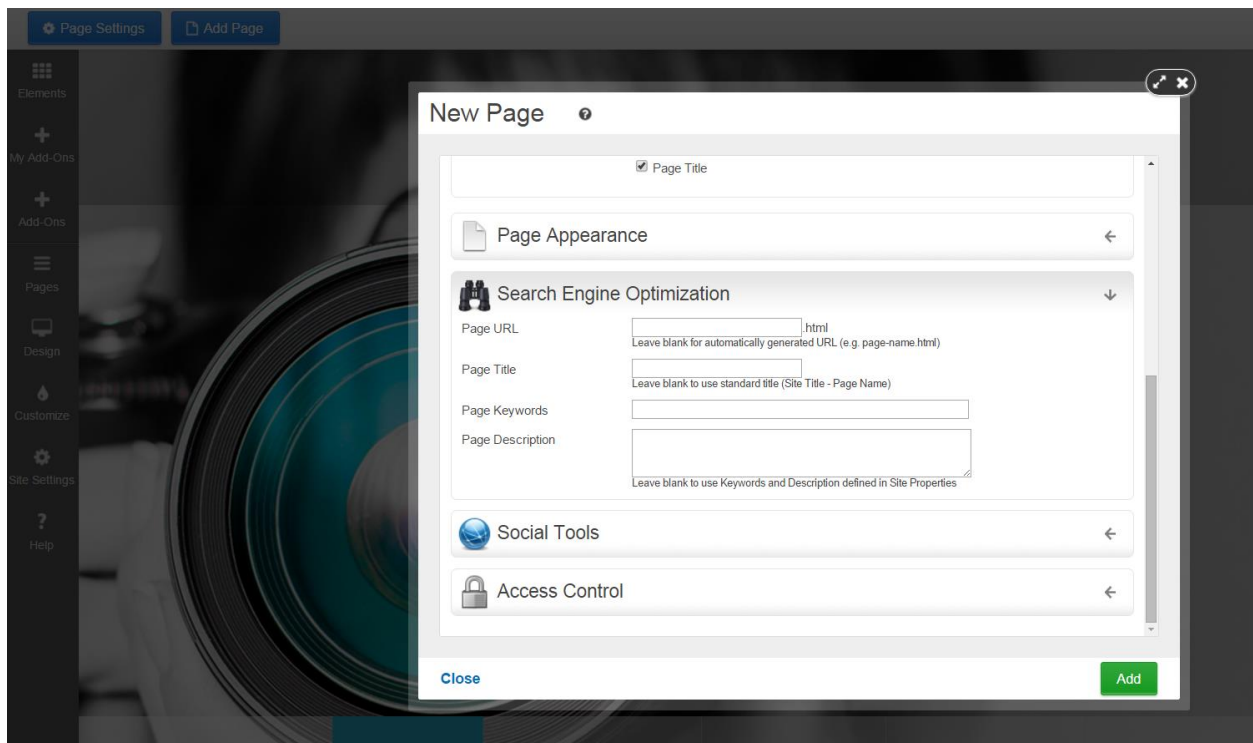 Page Settings
Add Page
Elements
My Add-Ons
Add-Ons
Pages
Design
Customize
Site Settings
?
Help
New Page ?
Page Title
Page Appearance
Search Engine Optimization
Page URL .html
Leave blank for automatically generated URL (e.g. page-name.html)
Page Title
Leave blank to use standard title (Site Title - Page Name)
Page Keywords
Page Description
Leave blank to use Keywords and Description defined in Site Properties
Social Tools
Access Control
Close Add